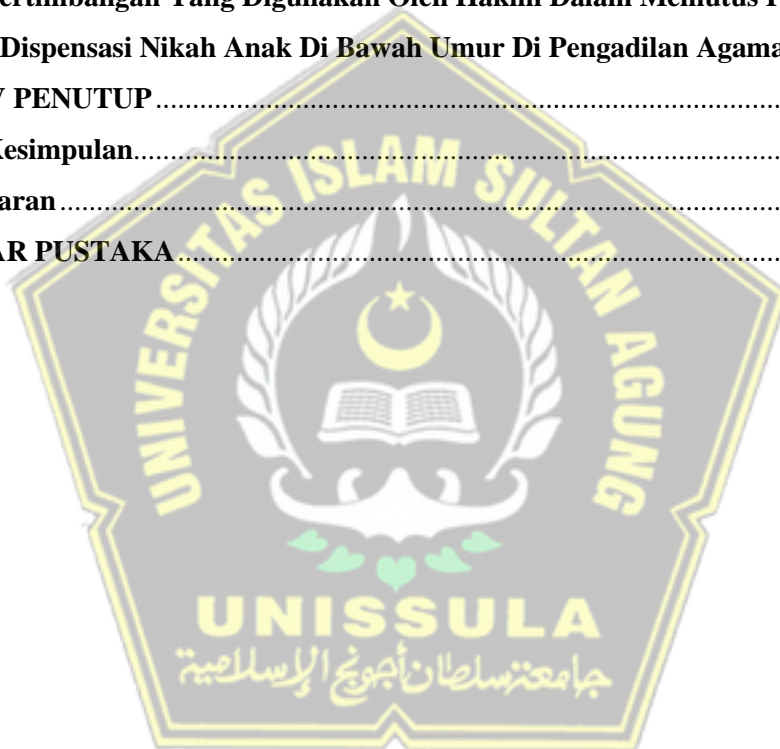 ertimbangan Yang Digunakan Oleh Hakim Dalam Memutus
Dispensasi Nikah Anak Di Bawah Umur Di Pengadilan Agama
PENUTUP........................................................
Kesimpulan........................................................
aran........................................................
AR PUSTAKA........................................................
UNIVERSITAS ISLAM SULTAN AGUNG
UNISSULA
جامعة سلطان أجونج الإسلامية